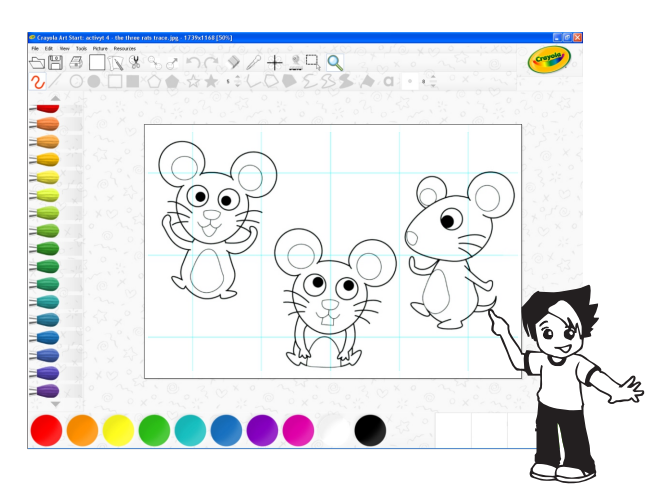 Crayola Art Start: activyt 4 - the three rats trace.jpg - 1739x1168 [50%]
File Edit View Tools Picture Resources
Crayola
s
a
8